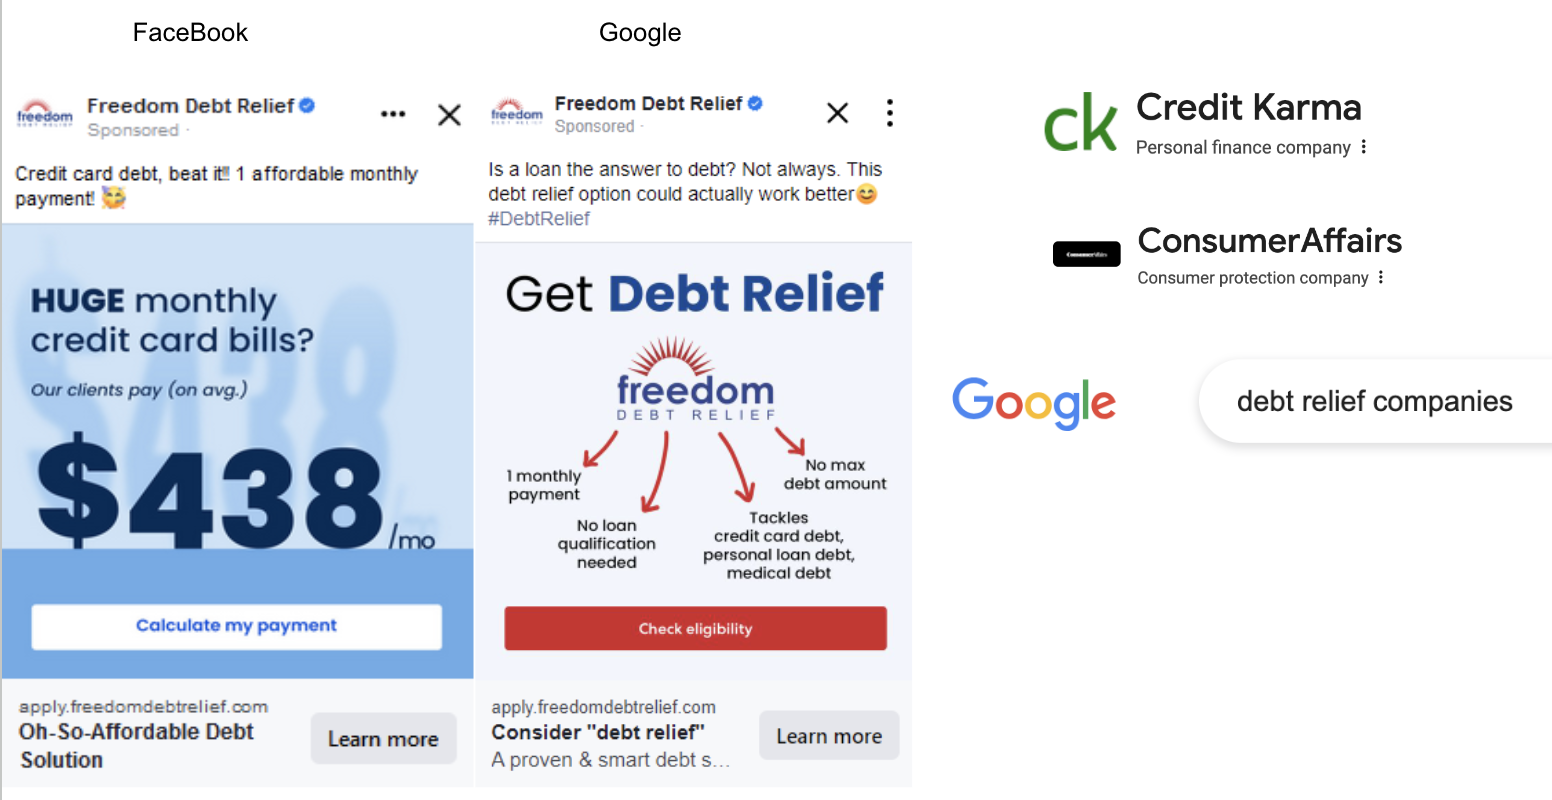 FaceBook
freedom
DEBT RELIEF
Freedom Debt Relief
Sponsored ·
Credit card debt, beat it!! 1 affordable monthly
payment! 🥳
HUGE monthly
credit card bills?
Our clients pay (on avg.)
$438/mo
Calculate my payment
apply.freedomdebtrelief.com
Oh-So-Affordable Debt
Solution
Learn more
Google
freedom
DEBT RELIEF
Freedom Debt Relief
Sponsored ·
Is a loan the answer to debt? Not always. This
debt relief option could actually work better😊
#DebtRelief
Get Debt Relief
freedom
DEBT RELIEF
1 monthly
payment
No loan
qualification
needed
Tackles
credit card debt,
personal loan debt,
medical debt
No max
debt amount
Check eligibility
apply.freedomdebtrelief.com
Consider "debt relief"
A proven & smart debt s...
Learn more
ck
Credit Karma
Personal finance company
ConsumerAffairs
ConsumerAffairs
Consumer protection company
Google
debt relief companies